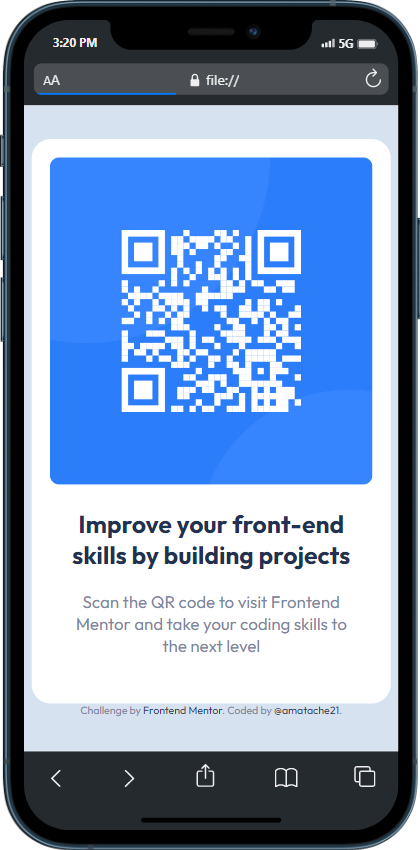 3:20 PM 5G
AA file://
Improve your front-end
skills by building projects
Scan the QR code to visit Frontend
Mentor and take your coding skills to
the next level
Challenge by Frontend Mentor. Coded by @amatache21.